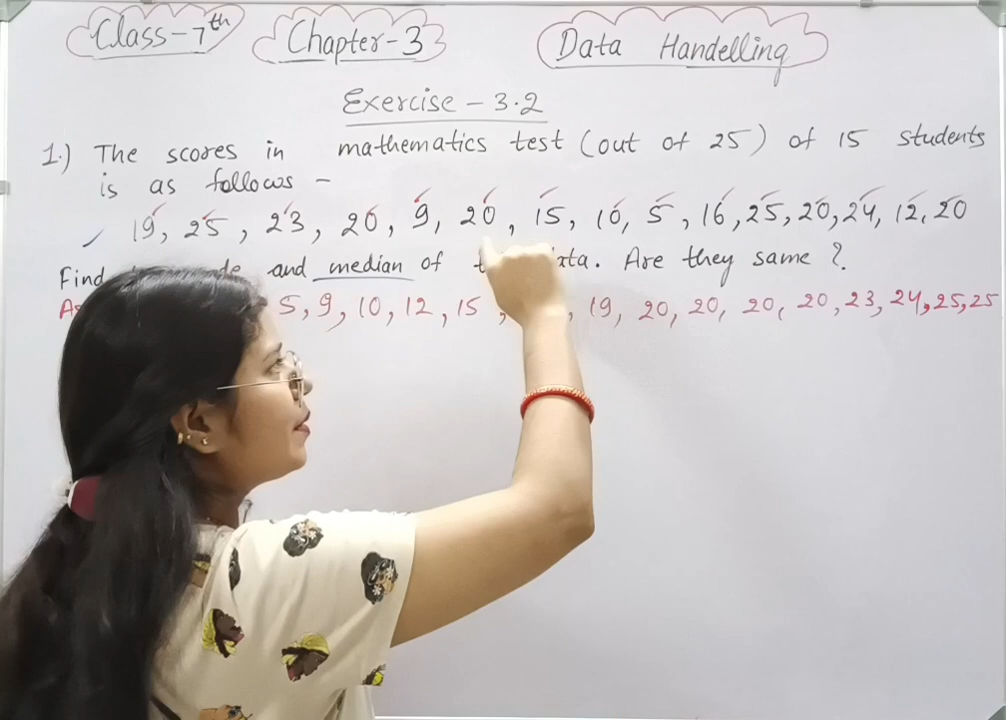 Class-7th Chapter-3 Data Handelling
Exercise - 3.2
1.) The scores in mathematics test (out of 25) of 15 students
is as follows -
19, 25, 23, 20, 9, 20, 15, 10, 5, 16, 25, 20, 24, 12, 20
Find and median of Are they same ?
5, 9, 10, 12, 15, 19, 20, 20, 20, 20, 23, 24, 25, 25